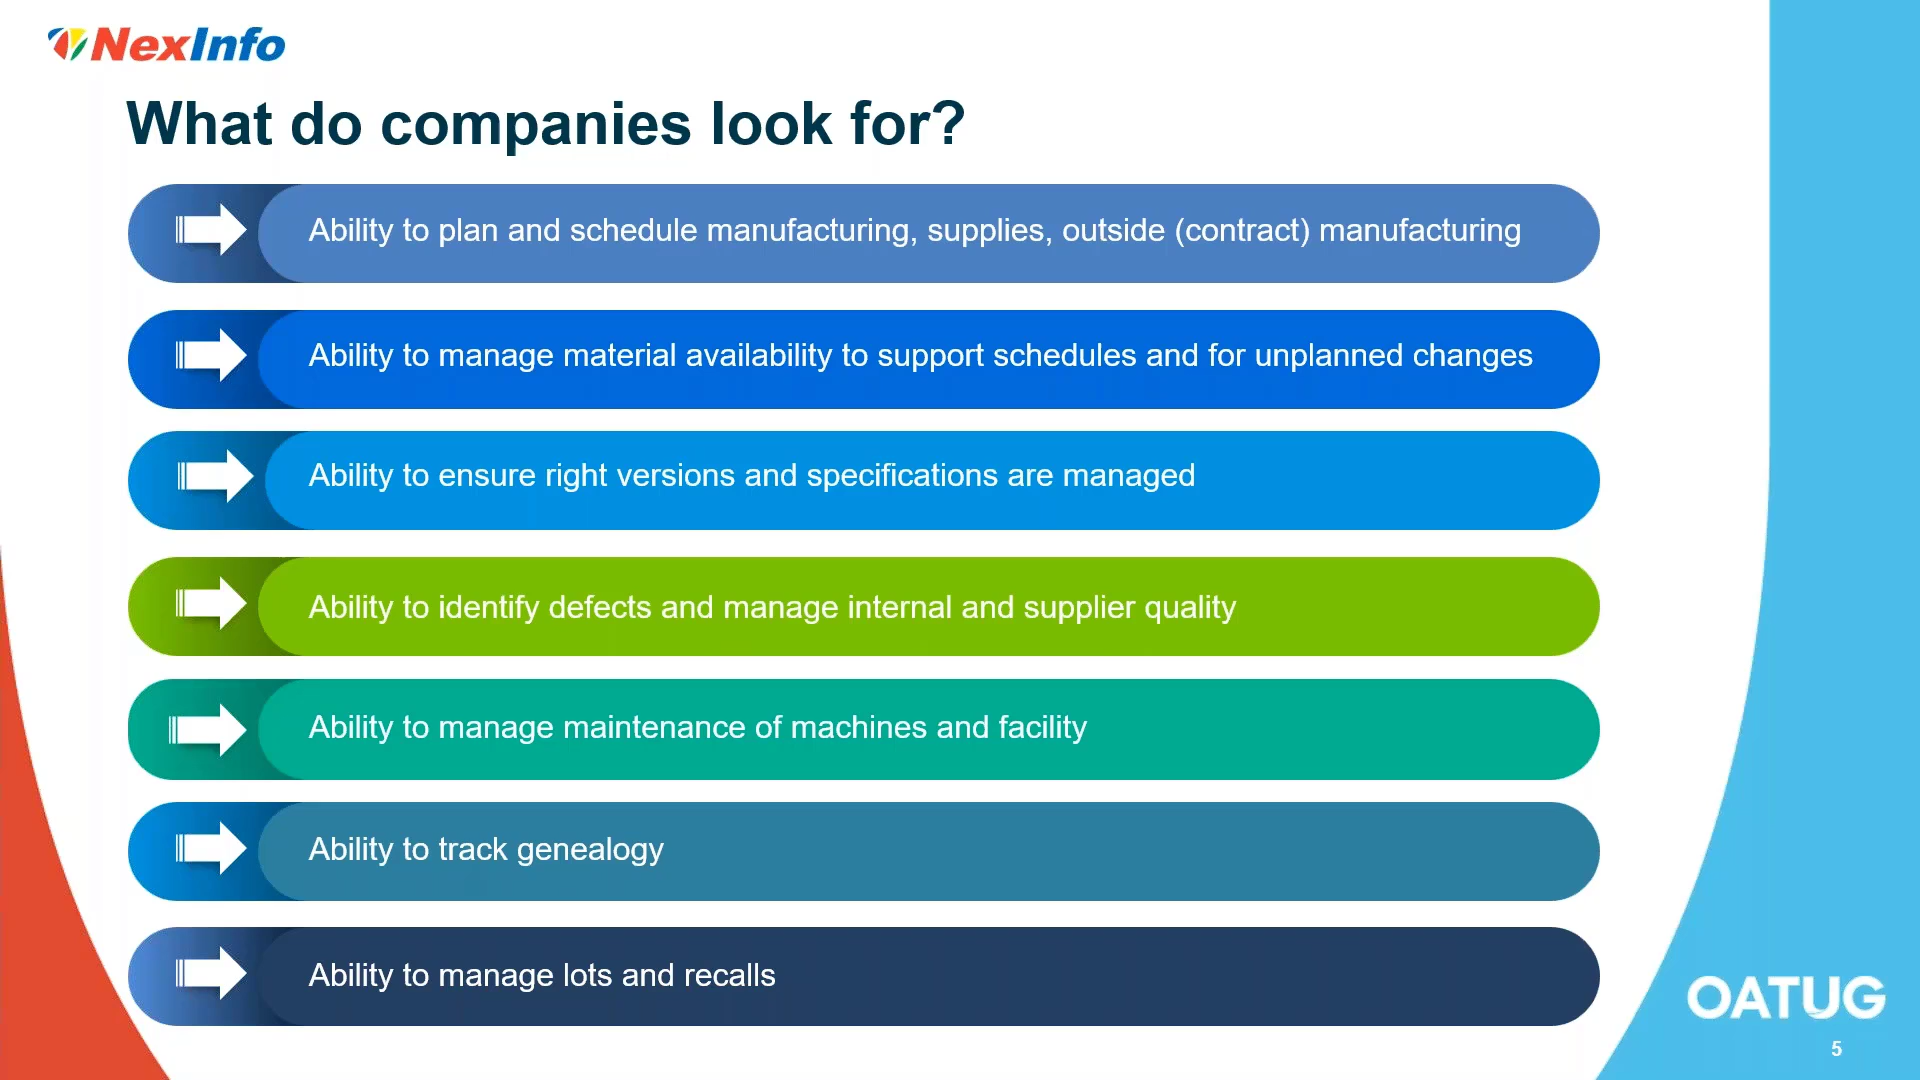 NexInfo
What do companies look for?
Ability to plan and schedule manufacturing, supplies, outside (contract) manufacturing
Ability to manage material availability to support schedules and for unplanned changes
Ability to ensure right versions and specifications are managed
Ability to identify defects and manage internal and supplier quality
Ability to manage maintenance of machines and facility
Ability to track genealogy
Ability to manage lots and recalls
OATUG
5